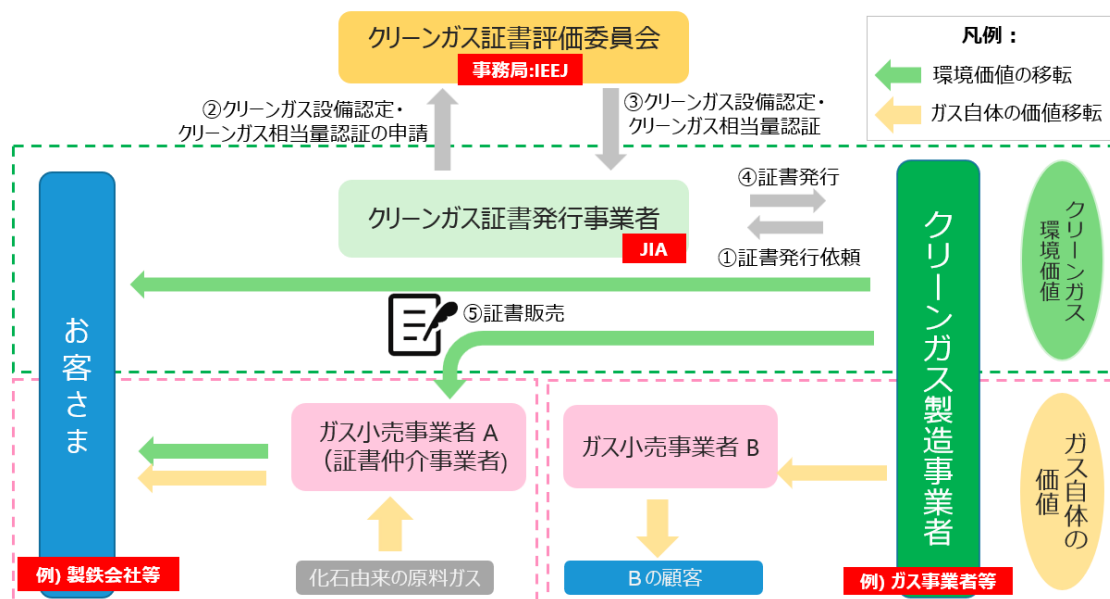 クリーンガス証書評価委員会
事務局:IEEJ
凡例：
環境価値の移転
ガス自体の価値移転
②クリーンガス設備認定・
クリーンガス相当量認証の申請
③クリーンガス設備認定・
クリーンガス相当量認証
クリーンガス証書発行事業者
JIA
④証書発行
①証書発行依頼
⑤証書販売
お客さま
例) 製鉄会社等
クリーンガス製造事業者
例) ガス事業者等
クリーンガス
環境価値
ガス小売事業者 A
（証書仲介事業者)
ガス小売事業者 B
化石由来の原料ガス
Bの顧客
ガス自体の
価値